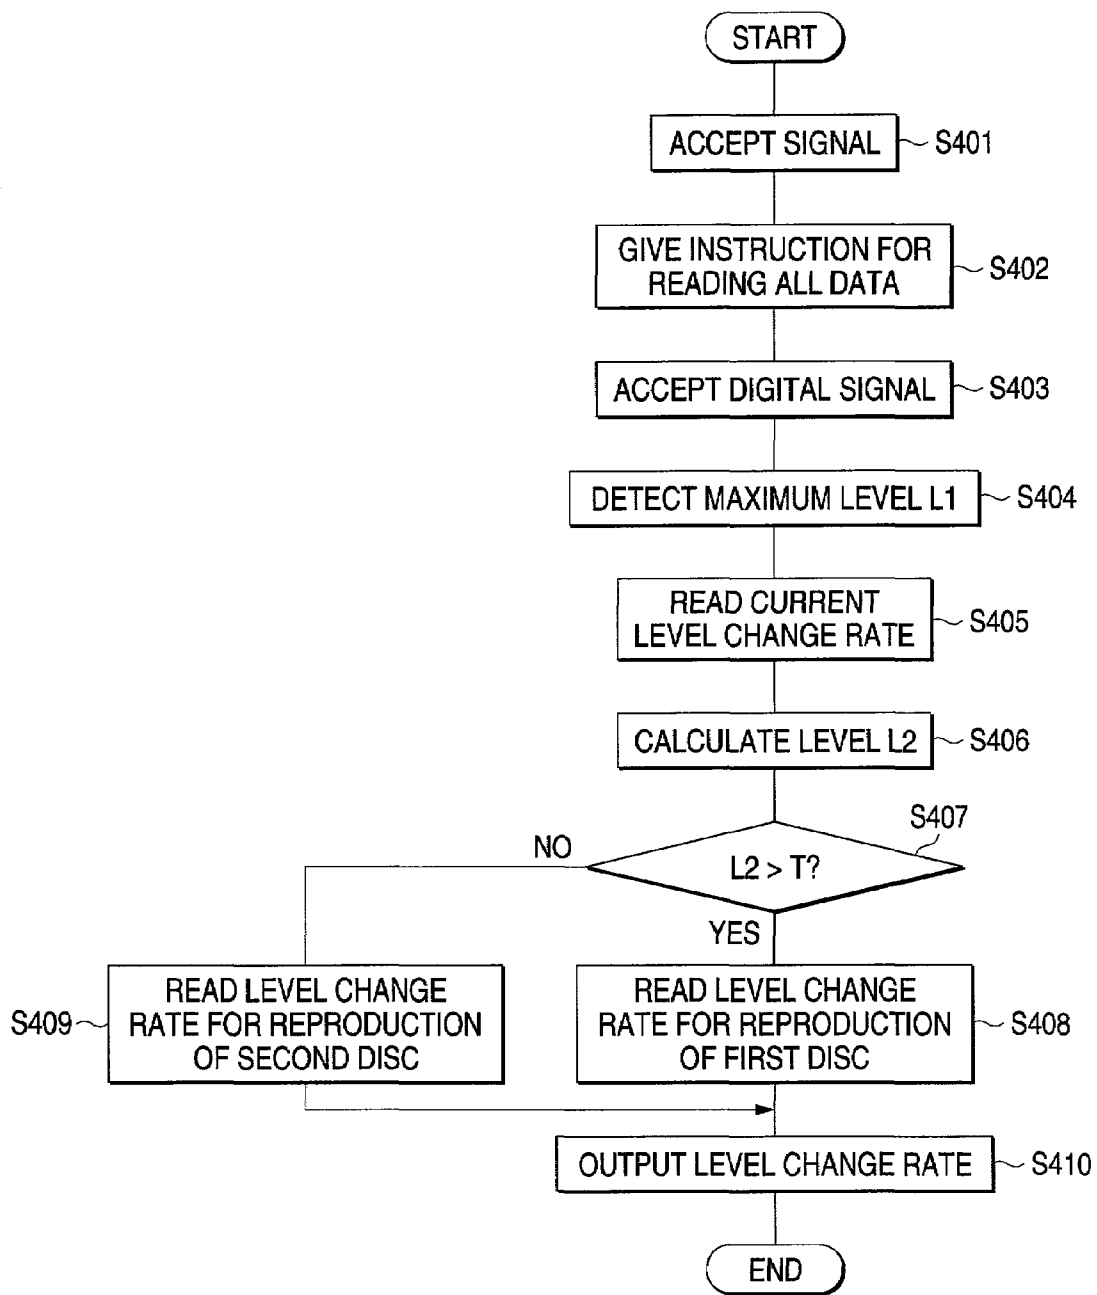 START
ACCEPT SIGNAL
S401
GIVE INSTRUCTION FOR
READING ALL DATA
S402
ACCEPT DIGITAL SIGNAL
S403
DETECT MAXIMUM LEVEL L1
S404
READ CURRENT
LEVEL CHANGE RATE
S405
CALCULATE LEVEL L2
S406
S407
L2 > T?
NO
YES
S409
READ LEVEL CHANGE
RATE FOR REPRODUCTION
OF SECOND DISC
READ LEVEL CHANGE
RATE FOR REPRODUCTION
OF FIRST DISC
S408
OUTPUT LEVEL CHANGE RATE
S410
END